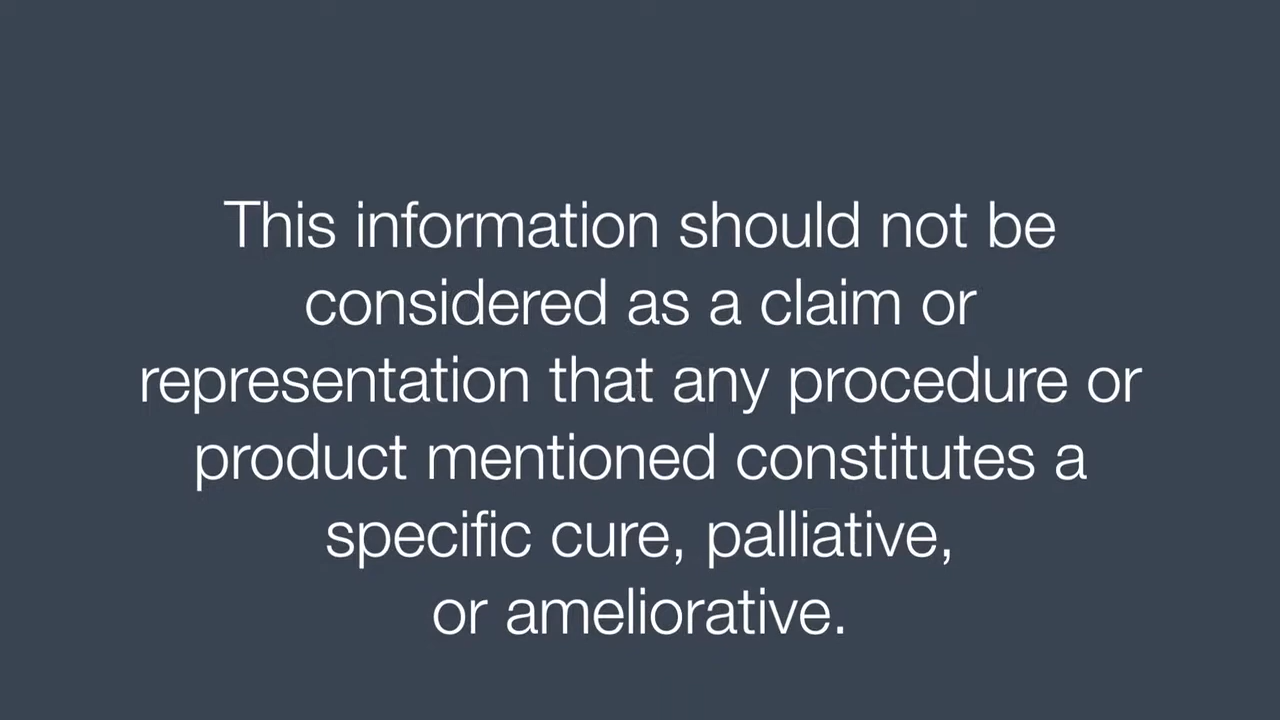 This information should not be
considered as a claim or
representation that any procedure or
product mentioned constitutes a
specific cure, palliative,
or ameliorative.